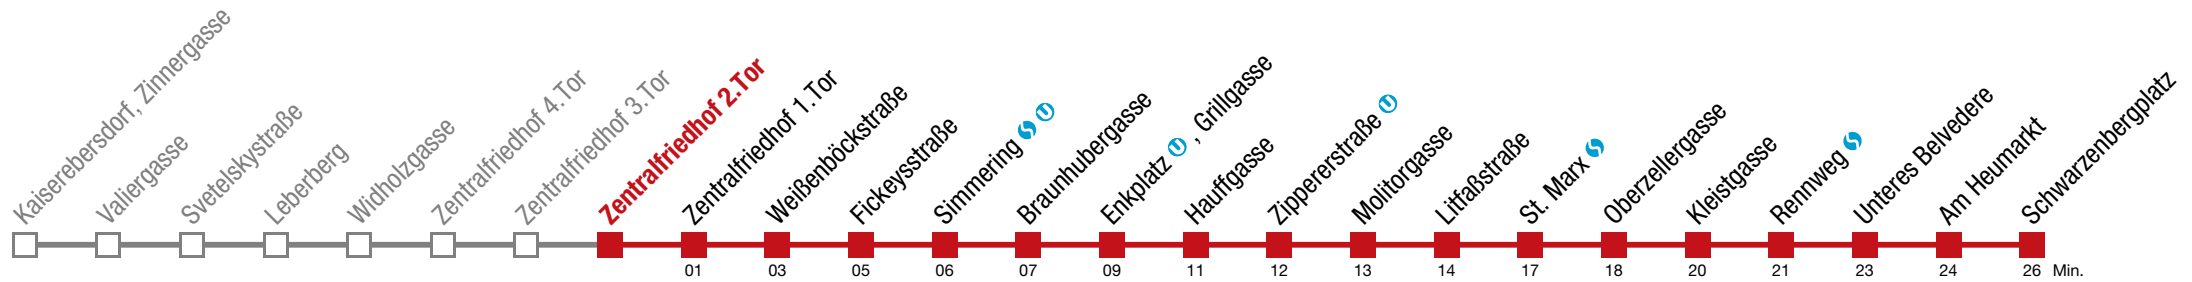 Kaiserebersdorf, Zinnergasse
Valiergasse
Svetelskystraße
Leberberg
Widholzgasse
Zentralfriedhof 4.Tor
Zentralfriedhof 3.Tor
Zentralfriedhof 2.Tor
Zentralfriedhof 1.Tor
Weißenböckstraße
Fickeysstraße
Simmering S U
Braunhubergasse
Enkplatz U , Grillgasse
Hauffgasse
Zippererstraße U
Molitorgasse
Litfaßstraße
St. Marx S
Oberzellergasse
Kleistgasse
Rennweg S
Unteres Belvedere
Am Heumarkt
Schwarzenbergplatz
01 03 05 06 07 09 11 12 13 14 17 18 20 21 23 24 26 Min.